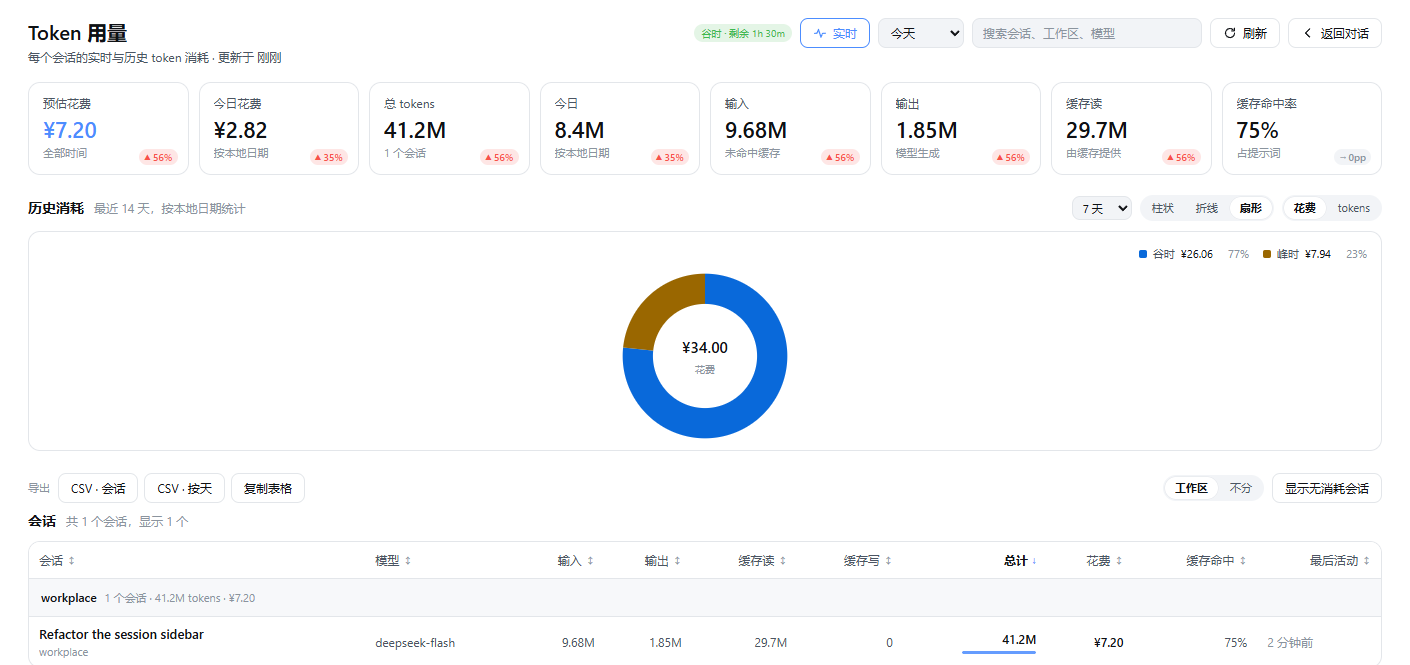 Token 用量
每个会话的实时与历史 token 消耗 · 更新于 刚刚
谷时 · 剩余 1h 30m
实时
今天
搜索会话、工作区、模型
刷新
返回对话
预估花费
¥7.20
全部时间
▲ 56%
今日花费
¥2.82
按本地日期
▲ 35%
总 tokens
41.2M
1 个会话
▲ 56%
今日
8.4M
按本地日期
▲ 35%
输入
9.68M
未命中缓存
▲ 56%
输出
1.85M
模型生成
▲ 56%
缓存读
29.7M
由缓存提供
▲ 56%
缓存命中率
75%
占提示词
→ 0pp
历史消耗 最近 14 天，按本地日期统计
7 天
柱状 折线 扇形
花费 tokens
谷时 ¥26.06 77% 峰时 ¥7.94 23%
¥34.00
花费
导出 CSV · 会话 CSV · 按天 复制表格
工作区 不分 显示无消耗会话
会话 共 1 个会话，显示 1 个
会话 ↕ 模型 ↕ 输入 ↕ 输出 ↕ 缓存读 ↕ 缓存写 ↕ 总计 ↓ 花费 ↕ 缓存命中 ↕ 最后活动 ↕
workplace 1 个会话 · 41.2M tokens · ¥7.20
Refactor the session sidebar
workplace
deepseek-flash 9.68M 1.85M 29.7M 0 41.2M ¥7.20 75% 2 分钟前